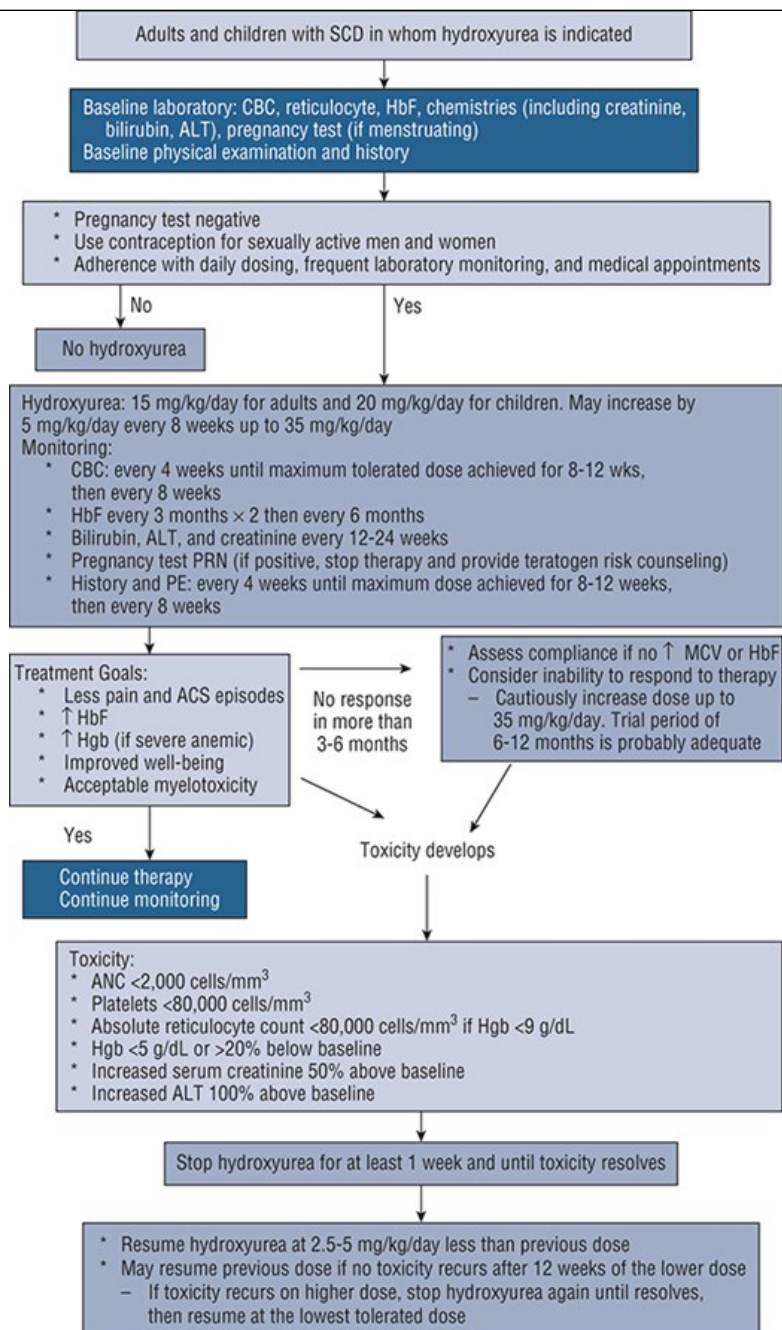 Adults and children with SCD in whom hydroxyurea is indicated
Baseline laboratory: CBC, reticulocyte, HbF, chemistries (including creatinine,
bilirubin, ALT), pregnancy test (if menstruating)
Baseline physical examination and history
* Pregnancy test negative
* Use contraception for sexually active men and women
* Adherence with daily dosing, frequent laboratory monitoring, and medical appointments
No
Yes
No hydroxyurea
Hydroxyurea: 15 mg/kg/day for adults and 20 mg/kg/day for children. May increase by
5 mg/kg/day every 8 weeks up to 35 mg/kg/day
Monitoring:
* CBC: every 4 weeks until maximum tolerated dose achieved for 8-12 wks,
then every 8 weeks
* HbF every 3 months × 2 then every 6 months
* Bilirubin, ALT, and creatinine every 12-24 weeks
* Pregnancy test PRN (if positive, stop therapy and provide teratogen risk counseling)
* History and PE: every 4 weeks until maximum dose achieved for 8-12 weeks,
then every 8 weeks
Treatment Goals:
* Less pain and ACS episodes
* ↑ HbF
* ↑ Hgb (if severe anemic)
* Improved well-being
* Acceptable myelotoxicity
No response
in more than
3-6 months
* Assess compliance if no ↑ MCV or HbF
* Consider inability to respond to therapy
– Cautiously increase dose up to
35 mg/kg/day. Trial period of
6-12 months is probably adequate
Yes
Toxicity develops
Continue therapy
Continue monitoring
Toxicity:
* ANC <2,000 cells/mm³
* Platelets <80,000 cells/mm³
* Absolute reticulocyte count <80,000 cells/mm³ if Hgb <9 g/dL
* Hgb <5 g/dL or >20% below baseline
* Increased serum creatinine 50% above baseline
* Increased ALT 100% above baseline
Stop hydroxyurea for at least 1 week and until toxicity resolves
* Resume hydroxyurea at 2.5-5 mg/kg/day less than previous dose
* May resume previous dose if no toxicity recurs after 12 weeks of the lower dose
– If toxicity recurs on higher dose, stop hydroxyurea again until resolves,
then resume at the lowest tolerated dose